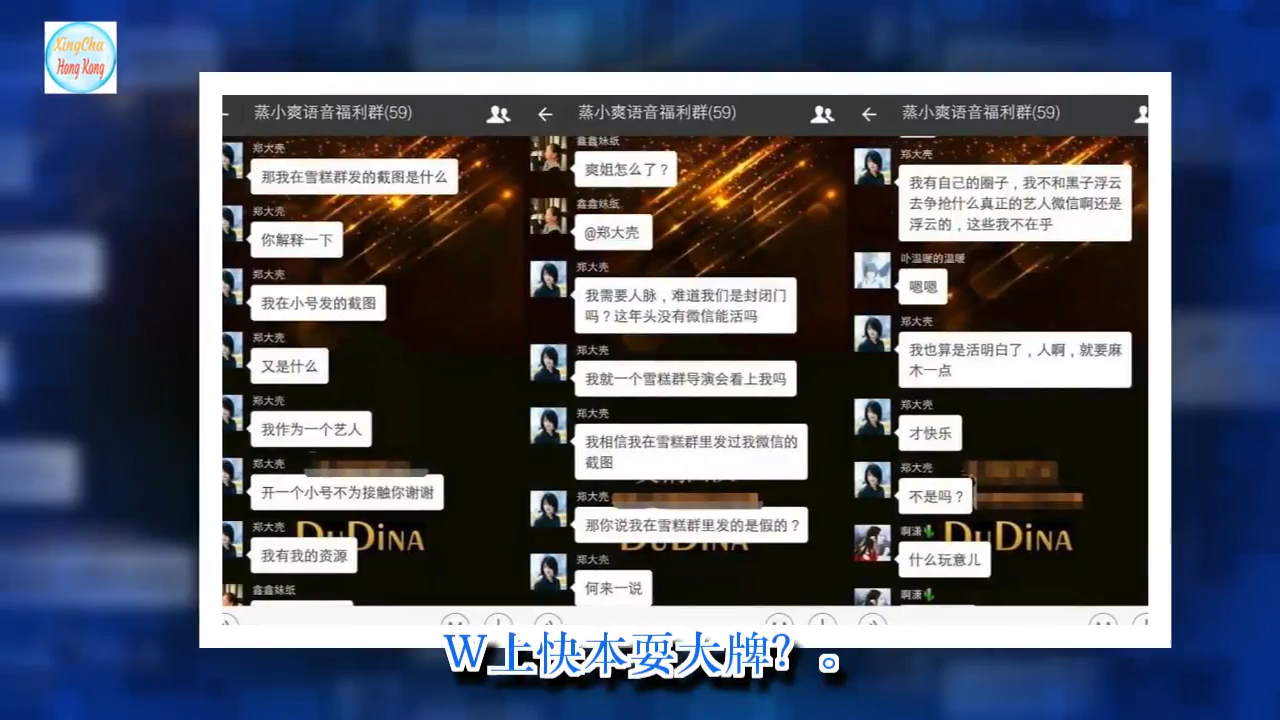 XingCha
Hong Kong
蒸小爽语音福利群(59)
郑大壳
那我在雪糕群发的截图是什么
郑大壳
你解释一下
郑大壳
我在小号发的截图
郑大壳
又是什么
郑大壳
我作为一个艺人
郑大壳
开一个小号不为接触你谢谢
郑大壳
我有我的资源
鑫鑫妹纸
DUDINA
蒸小爽语音福利群(59)
鑫鑫妹纸
爽姐怎么了？
鑫鑫妹纸
@郑大壳
郑大壳
我需要人脉，难道我们是封闭门
吗？这年头没有微信能活吗
郑大壳
我就一个雪糕群导演会看上我吗
郑大壳
我相信我在雪糕群里发过我微信的
截图
郑大壳
那你说我在雪糕群里发的是假的？
郑大壳
何来一说
蒸小爽语音福利群(59)
郑大壳
我有自己的圈子，我不和黑子浮云
去争抢什么真正的艺人微信啊还是
浮云的，这些我不在乎
卟温暖的温暖
嗯嗯
郑大壳
我也算是活明白了，人啊，就要麻
木一点
郑大壳
才快乐
郑大壳
不是吗？
啊潇
什么玩意儿
啊潇
DUDINA
W上快本耍大牌？。